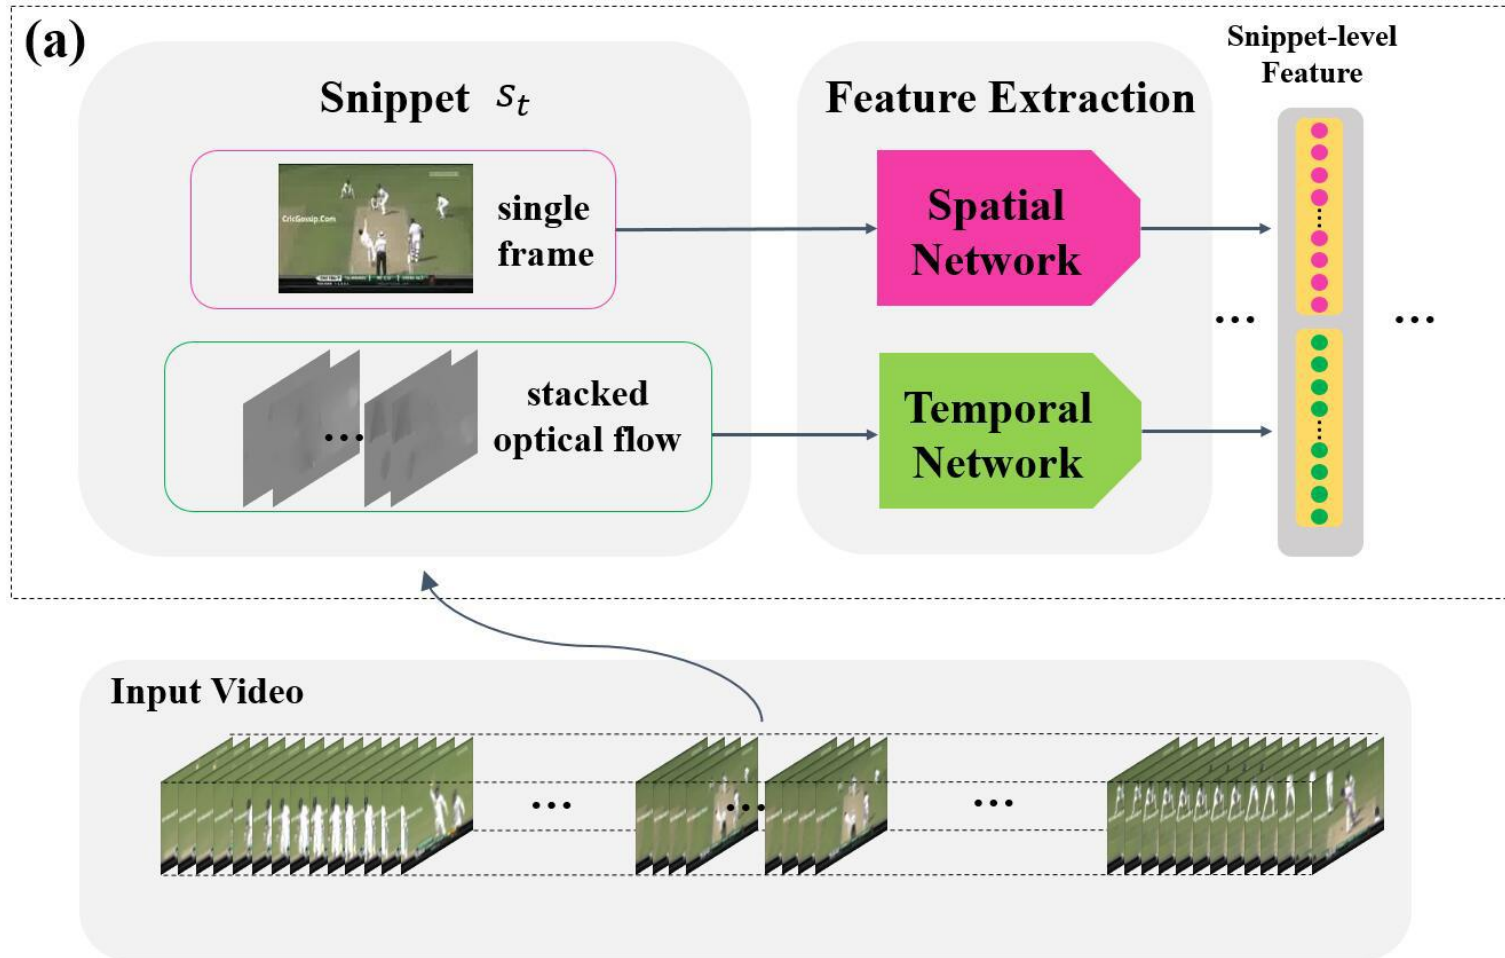 (a)
Snippet s_t
Feature Extraction
Snippet-level
Feature
CricGossip.Com
single
frame
Spatial
Network
...
...
...
stacked
optical flow
Temporal
Network
Input Video
...
...
...